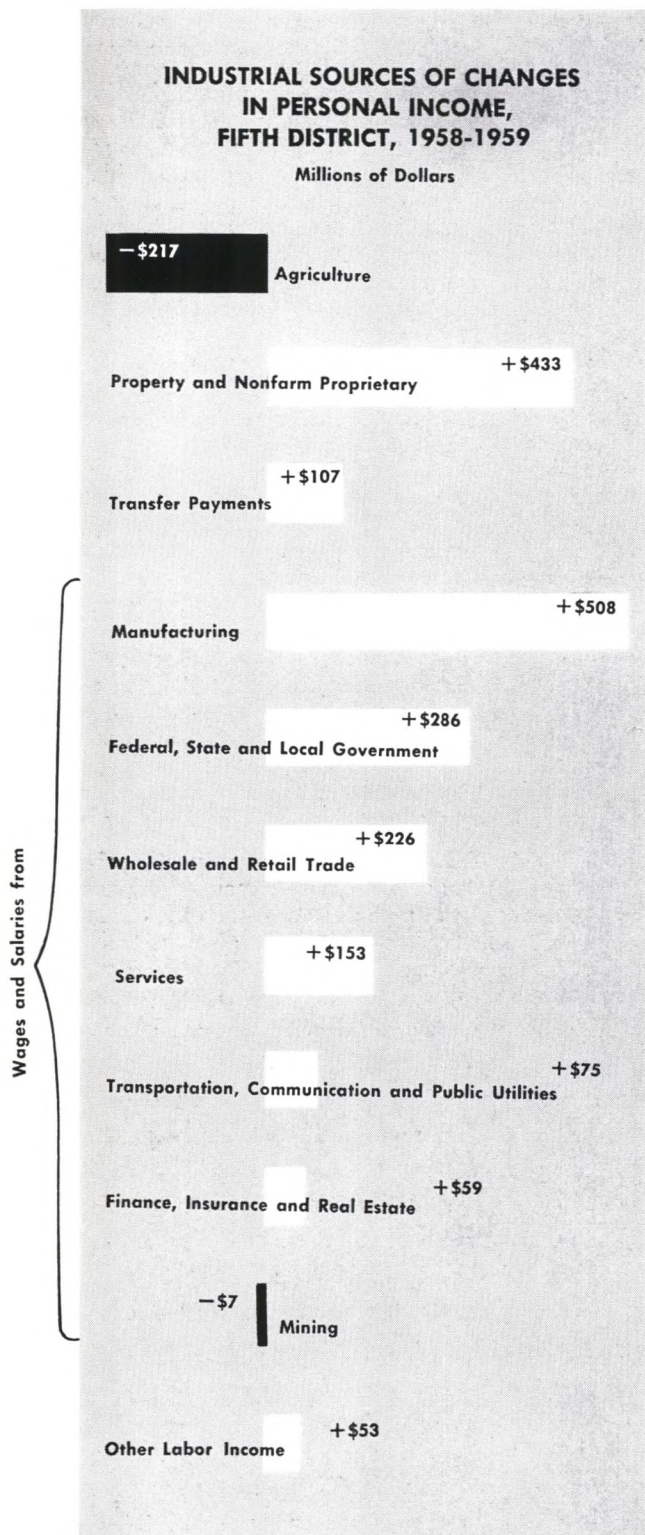 INDUSTRIAL SOURCES OF CHANGES
IN PERSONAL INCOME,
FIFTH DISTRICT, 1958-1959
Millions of Dollars
−$217
Agriculture
+$433
Property and Nonfarm Proprietary
+$107
Transfer Payments
Wages and Salaries from
+$508
Manufacturing
+$286
Federal, State and Local Government
+$226
Wholesale and Retail Trade
+$153
Services
+$75
Transportation, Communication and Public Utilities
+$59
Finance, Insurance and Real Estate
−$7
Mining
+$53
Other Labor Income